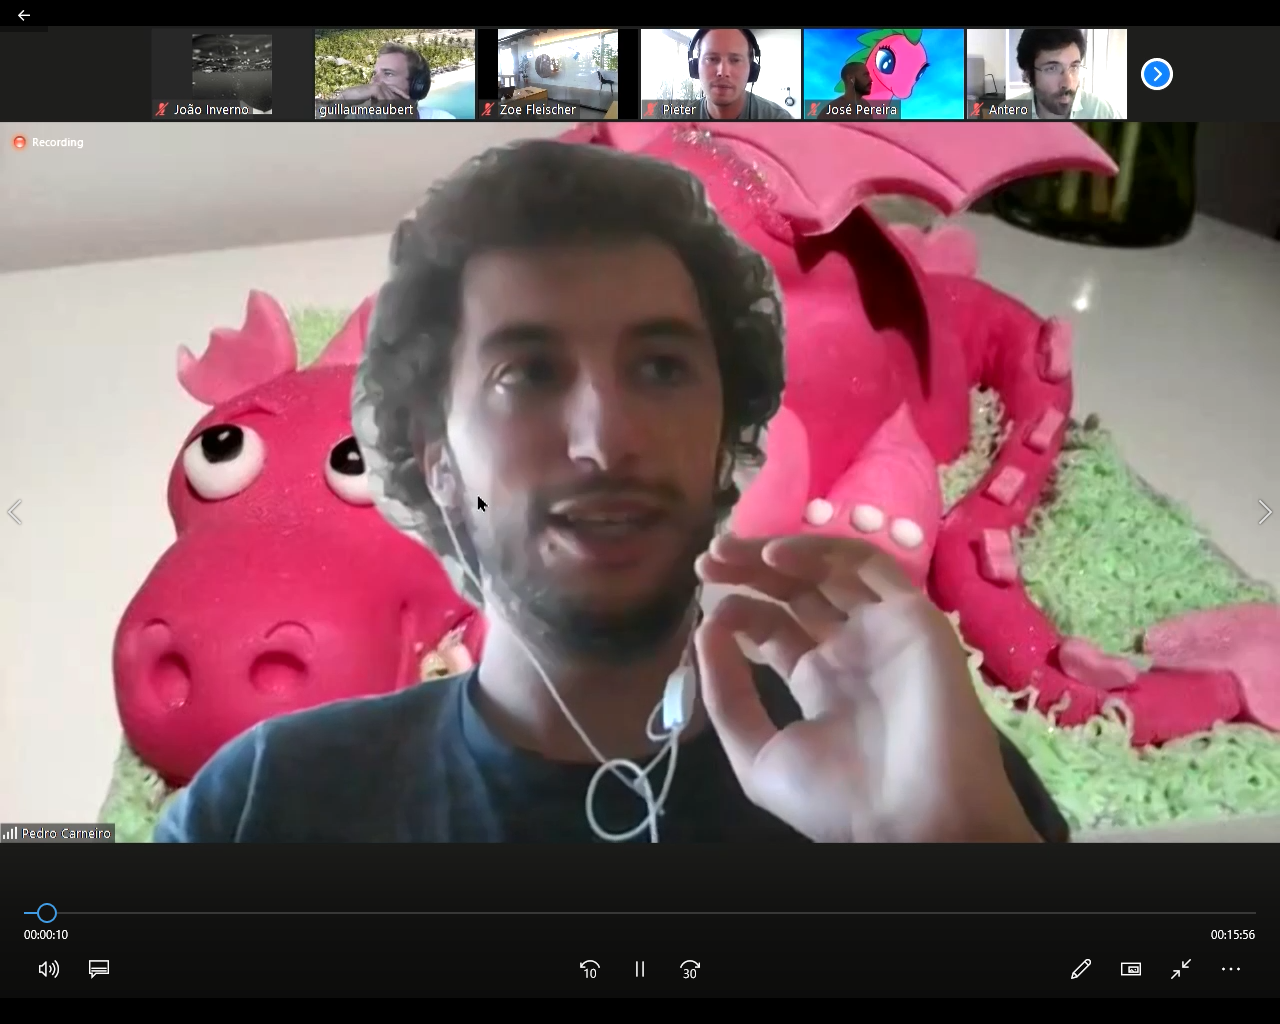 João Inverno
guillaumeaubert
Zoe Fleischer
Pieter
José Pereira
Antero
Recording
Pedro Carneiro
00:00:10
00:15:56
10
30